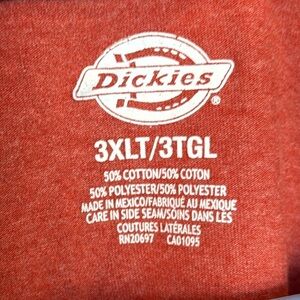 Dickies®
3XLT/3TGL
50% COTTON/50% COTON
50% POLYESTER/50% POLYESTER
MADE IN MEXICO/FABRIQUÉ AU MEXIQUE
CARE IN SIDE SEAM/SOINS DANS LES
COUTURES LATÉRALES
RN20697 CA01095